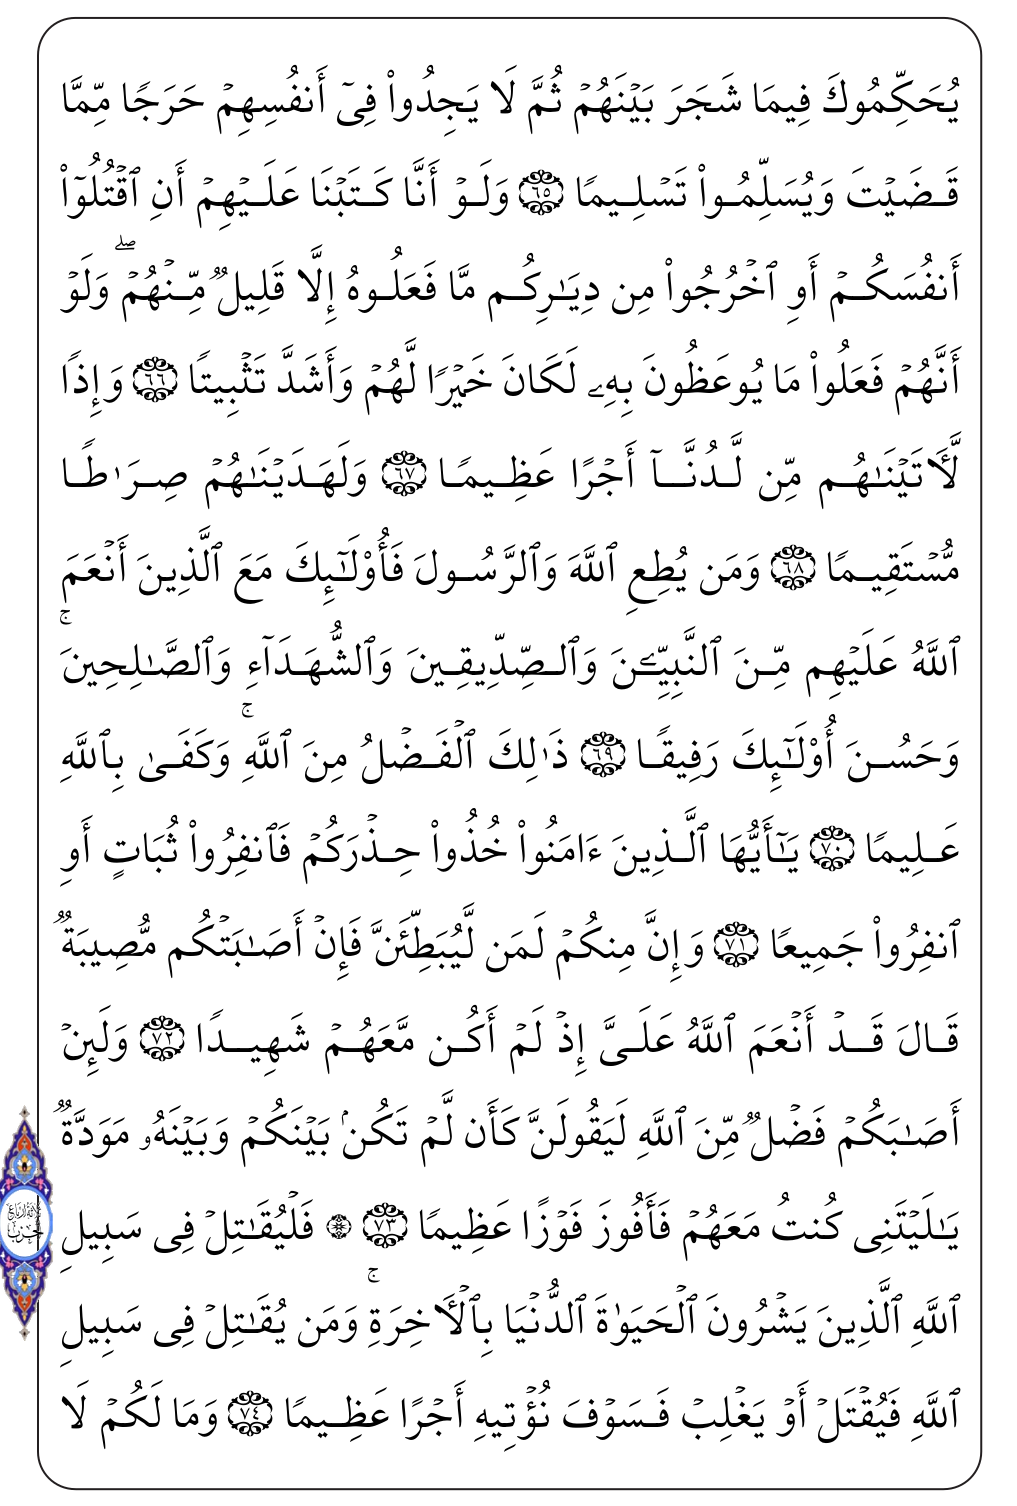 يُحَكِّمُوكَ فِيمَا شَجَرَ بَيۡنَهُمۡ ثُمَّ لَا يَجِدُواْ فِيٓ أَنفُسِهِمۡ حَرَجٗا مِّمَّا
قَضَيۡتَ وَيُسَلِّمُواْ تَسۡلِيمٗا ٦٥ وَلَوۡ أَنَّا كَتَبۡنَا عَلَيۡهِمۡ أَنِ ٱقۡتُلُوٓاْ
أَنفُسَكُمۡ أَوِ ٱخۡرُجُواْ مِن دِيَٰرِكُم مَّا فَعَلُوهُ إِلَّا قَلِيلٞ مِّنۡهُمۡۖ وَلَوۡ
أَنَّهُمۡ فَعَلُواْ مَا يُوعَظُونَ بِهِۦ لَكَانَ خَيۡرٗا لَّهُمۡ وَأَشَدَّ تَثۡبِيتٗا ٦٦ وَإِذٗا
لَّأٓتَيۡنَٰهُم مِّن لَّدُنَّآ أَجۡرًا عَظِيمٗا ٦٧ وَلَهَدَيۡنَٰهُمۡ صِرَٰطٗا
مُّسۡتَقِيمٗا ٦٨ وَمَن يُطِعِ ٱللَّهَ وَٱلرَّسُولَ فَأُوْلَٰٓئِكَ مَعَ ٱلَّذِينَ أَنۡعَمَ
ٱللَّهُ عَلَيۡهِم مِّنَ ٱلنَّبِيِّـۧنَ وَٱلصِّدِّيقِينَ وَٱلشُّهَدَآءِ وَٱلصَّٰلِحِينَۚ
وَحَسُنَ أُوْلَٰٓئِكَ رَفِيقٗا ٦٩ ذَٰلِكَ ٱلۡفَضۡلُ مِنَ ٱللَّهِۚ وَكَفَىٰ بِٱللَّهِ
عَلِيمٗا ٧٠ يَٰٓأَيُّهَا ٱلَّذِينَ ءَامَنُواْ خُذُواْ حِذۡرَكُمۡ فَٱنفِرُواْ ثُبَاتٍ أَوِ
ٱنفِرُواْ جَمِيعٗا ٧١ وَإِنَّ مِنكُمۡ لَمَن لَّيُبَطِّئَنَّ فَإِنۡ أَصَٰبَتۡكُم مُّصِيبَةٞ
قَالَ قَدۡ أَنۡعَمَ ٱللَّهُ عَلَيَّ إِذۡ لَمۡ أَكُن مَّعَهُمۡ شَهِيدٗا ٧٢ وَلَئِنۡ
أَصَٰبَكُمۡ فَضۡلٞ مِّنَ ٱللَّهِ لَيَقُولَنَّ كَأَن لَّمۡ تَكُنۢ بَيۡنَكُمۡ وَبَيۡنَهُۥ مَوَدَّةٞ
يَٰلَيۡتَنِي كُنتُ مَعَهُمۡ فَأَفُوزَ فَوۡزًا عَظِيمٗا ٧٣ ۞ فَلۡيُقَٰتِلۡ فِي سَبِيلِ
ٱللَّهِ ٱلَّذِينَ يَشۡرُونَ ٱلۡحَيَوٰةَ ٱلدُّنۡيَا بِٱلۡأٓخِرَةِۚ وَمَن يُقَٰتِلۡ فِي سَبِيلِ
ٱللَّهِ فَيُقۡتَلۡ أَوۡ يَغۡلِبۡ فَسَوۡفَ نُؤۡتِيهِ أَجۡرًا عَظِيمٗا ٧٤ وَمَا لَكُمۡ لَا